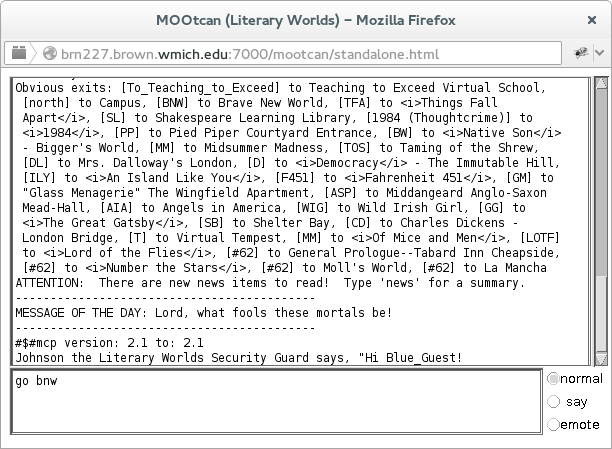 MOOtcan (Literary Worlds) – Mozilla Firefox
brn227.brown.wmich.edu:7000/mootcan/standalone.html
Obvious exits: [To_Teaching_to_Exceed] to Teaching to Exceed Virtual School,
[north] to Campus, [BNW] to Brave New World, [TFA] to <i>Things Fall
Apart</i>, [SL] to Shakespeare Learning Library, [1984 (Thoughtcrime)] to
<i>1984</i>, [PP] to Pied Piper Courtyard Entrance, [BW] to <i>Native Son</i>
- Bigger's World, [MM] to Midsummer Madness, [TOS] to Taming of the Shrew,
[DL] to Mrs. Dalloway's London, [D] to <i>Democracy</i> - The Immutable Hill,
[ILY] to <i>An Island Like You</i>, [F451] to <i>Fahrenheit 451</i>, [GM] to
"Glass Menagerie" The Wingfield Apartment, [ASP] to Middangeard Anglo-Saxon
Mead-Hall, [AIA] to Angels in America, [WIG] to Wild Irish Girl, [GG] to
<i>The Great Gatsby</i>, [SB] to Shelter Bay, [CD] to Charles Dickens -
London Bridge, [T] to Virtual Tempest, [MM] to <i>Of Mice and Men</i>, [LOTF]
to <i>Lord of the Flies</i>, [#62] to General Prologue--Tabard Inn Cheapside,
[#62] to <i>Number the Stars</i>, [#62] to Moll's World, [#62] to La Mancha
ATTENTION:  There are new news items to read!  Type 'news' for a summary.
----------------------------------------
MESSAGE OF THE DAY: Lord, what fools these mortals be!
----------------------------------------
#$#mcp version: 2.1 to: 2.1
Johnson the Literary Worlds Security Guard says, "Hi Blue_Guest!
go bnw
normal
say
emote